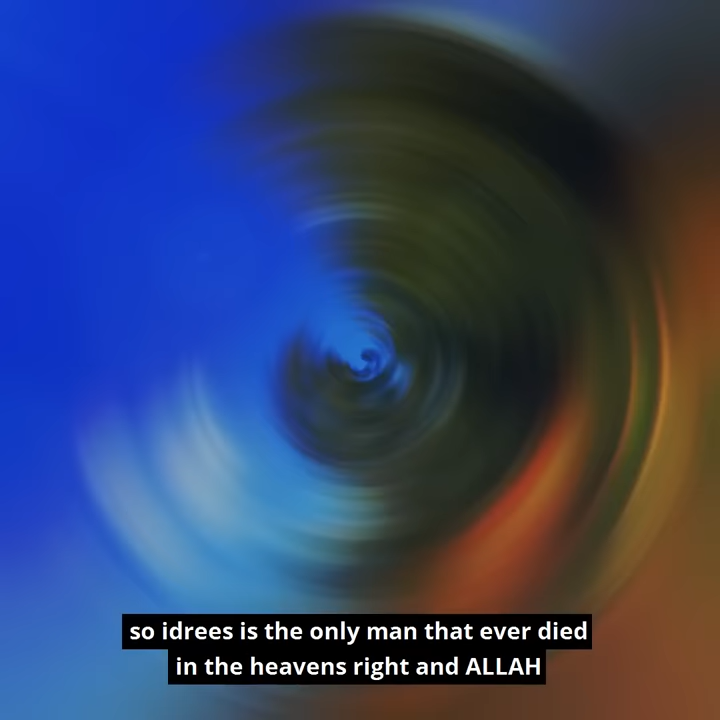 so idrees is the only man that ever died
in the heavens right and ALLAH